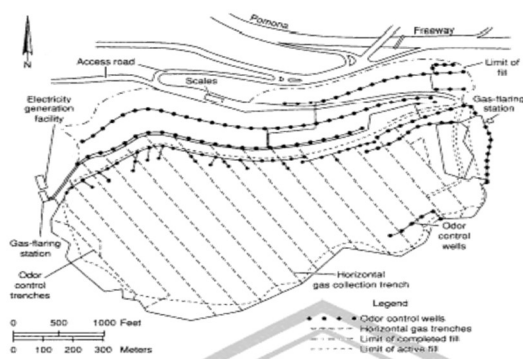 Pomona
Freeway
Access road
Limit of
fill
Scales
N
Electricity
generation
facility
Gas-flaring
station
Gas-flaring
station
Odor
control
wells
Odor
control
trenches
Horizontal
gas collection trench
Legend
Odor control wells
Horizontal gas trenches
Limit of completed fill
Limit of active fill
0 500 1000 Feet
0 100 200 300 Meters